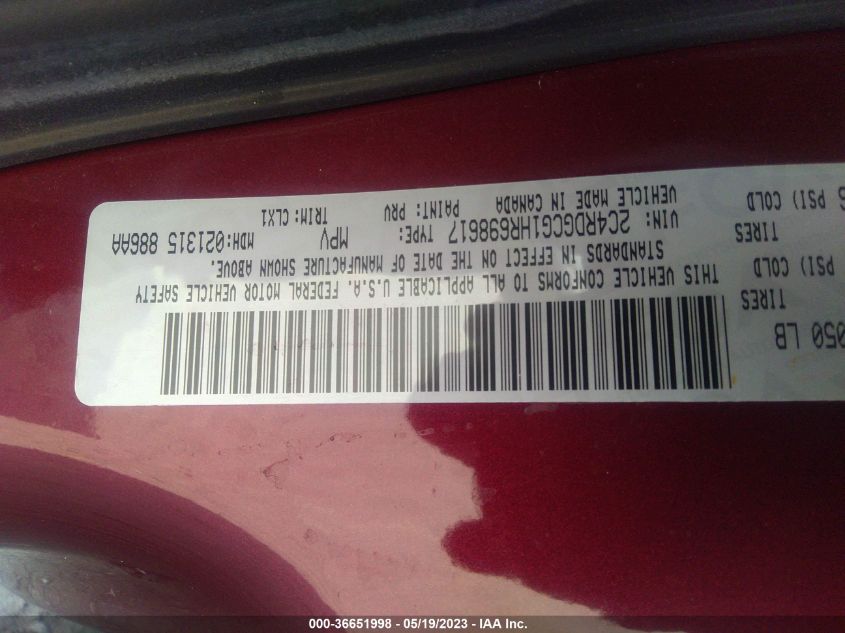 050 LB
TIRES
PSI) COLD
TIRES
PSI) COLD
THIS VEHICLE CONFORMS TO ALL APPLICABLE U.S.A. FEDERAL MOTOR VEHICLE SAFETY
STANDARDS IN EFFECT ON THE DATE OF MANUFACTURE SHOWN ABOVE.
VIN: 2C4RDGCG1HR698617 TYPE: MPV MDH:021315 886AA
VEHICLE MADE IN CANADA PAINT: PRV TRIM: CLX1
000-36651998 - 05/19/2023 - IAA Inc.